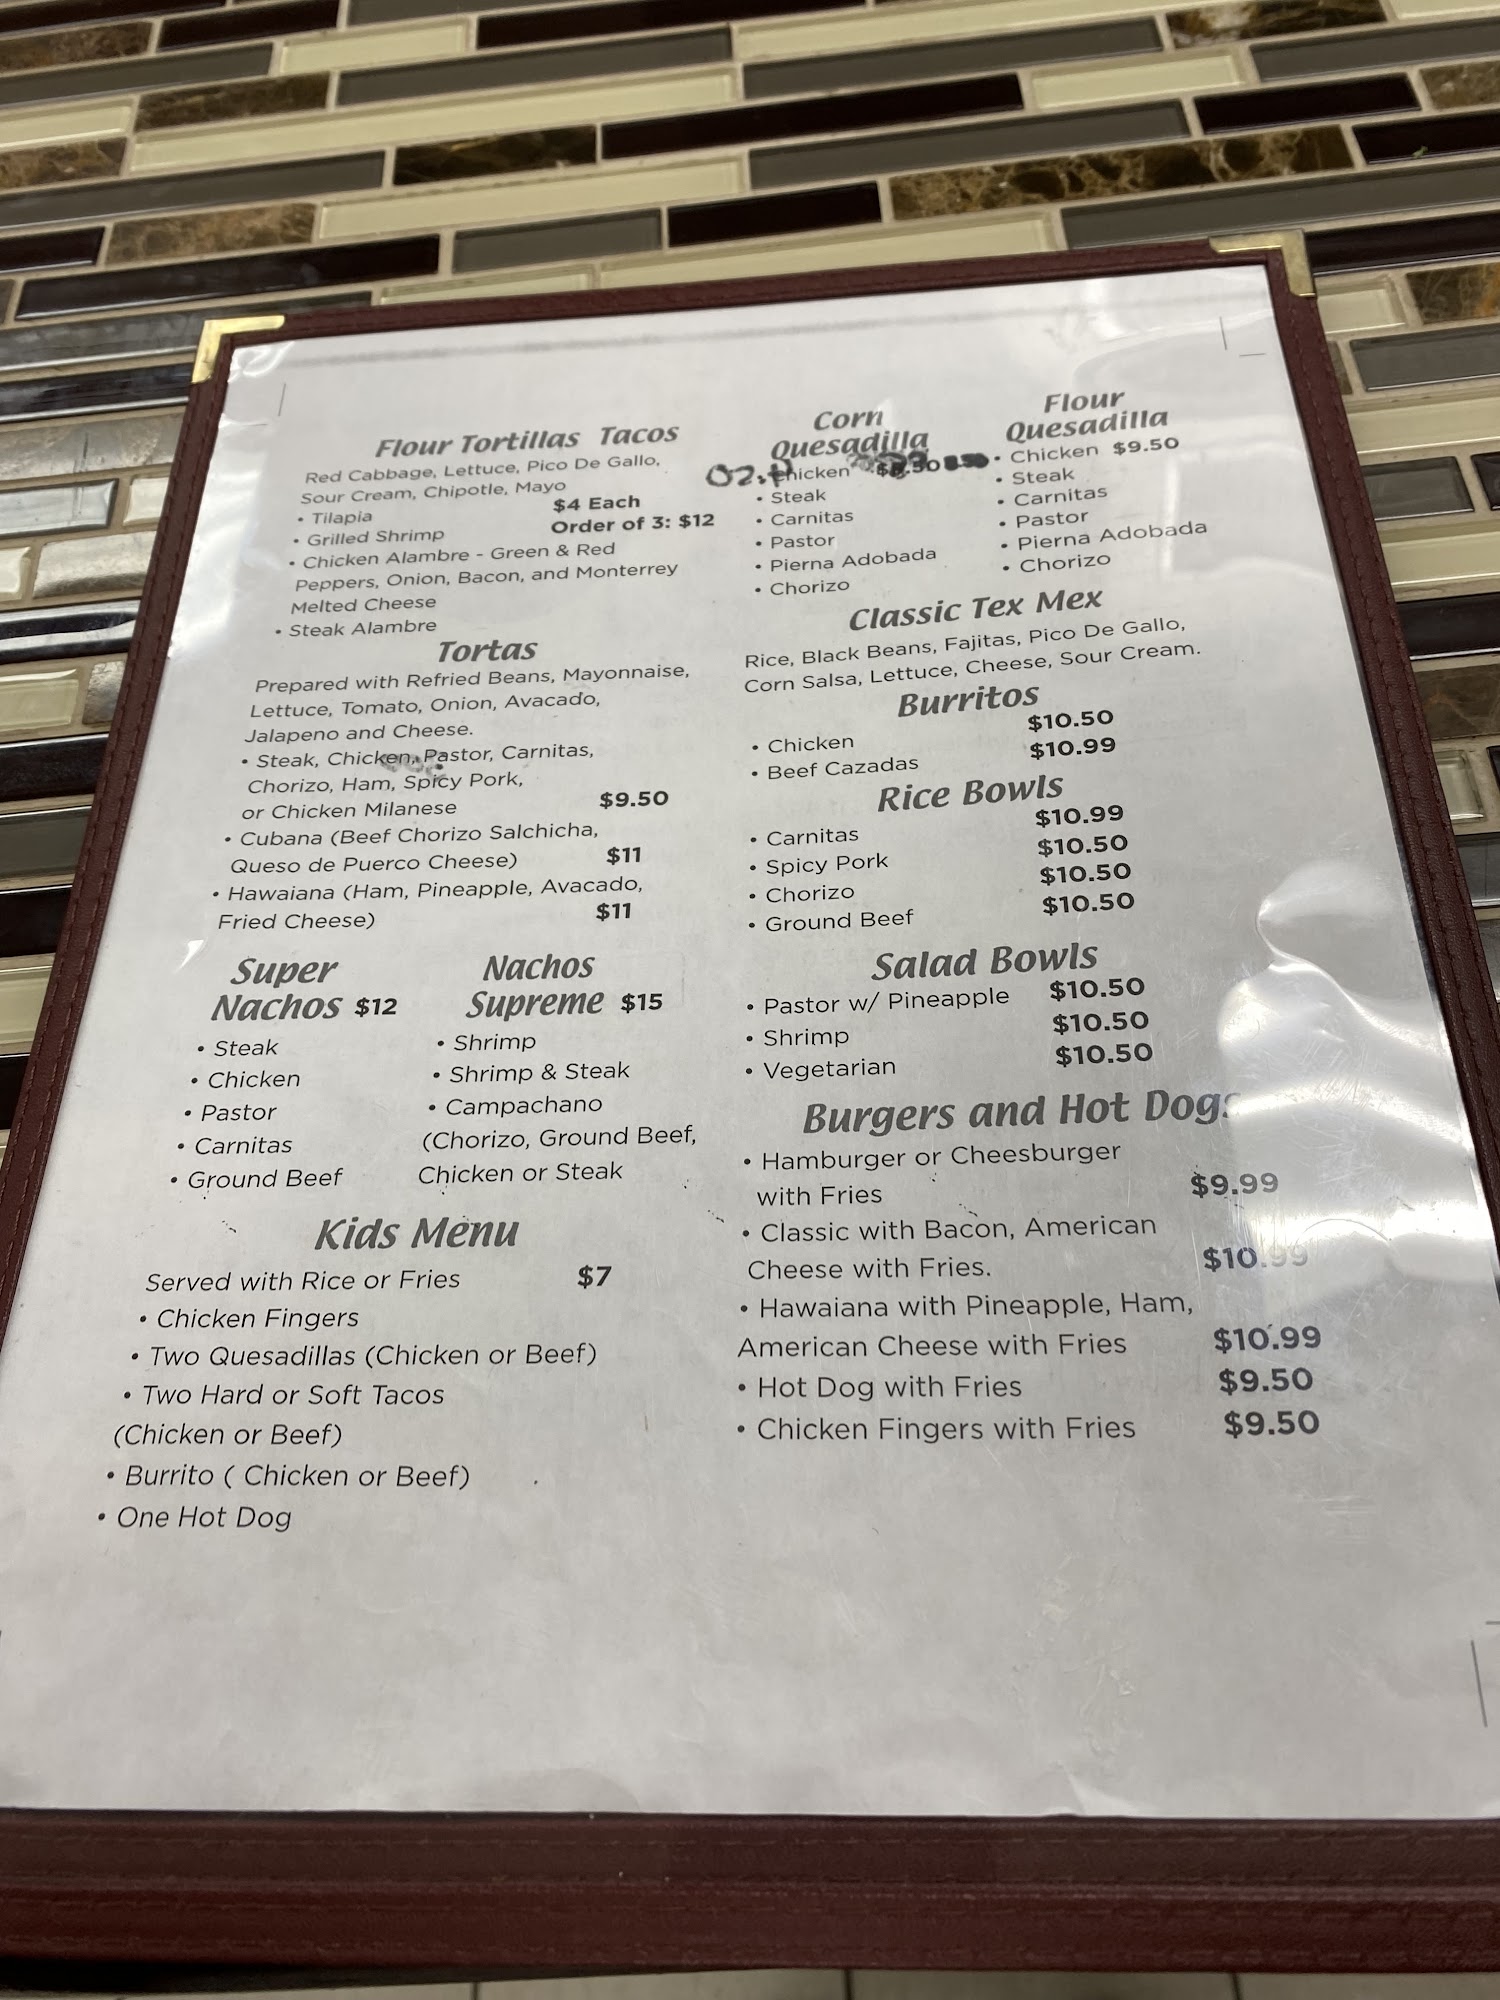 Flour Tortillas Tacos
Red Cabbage, Lettuce, Pico De Gallo,
Sour Cream, Chipotle, Mayo
$4 Each
• Tilapia
Order of 3: $12
• Grilled Shrimp
• Chicken Alambre - Green & Red
Peppers, Onion, Bacon, and Monterrey
Melted Cheese
• Steak Alambre
Tortas
Prepared with Refried Beans, Mayonnaise,
Lettuce, Tomato, Onion, Avacado,
Jalapeno and Cheese.
• Steak, Chicken, Pastor, Carnitas,
Chorizo, Ham, Spicy Pork,
or Chicken Milanese $9.50
• Cubana (Beef Chorizo Salchicha,
Queso de Puerco Cheese) $11
• Hawaiana (Ham, Pineapple, Avacado,
Fried Cheese) $11
Super
Nachos $12
• Steak
• Chicken
• Pastor
• Carnitas
• Ground Beef
Nachos
Supreme $15
• Shrimp
• Shrimp & Steak
• Campachano
(Chorizo, Ground Beef,
Chicken or Steak
Kids Menu
Served with Rice or Fries $7
• Chicken Fingers
• Two Quesadillas (Chicken or Beef)
• Two Hard or Soft Tacos
(Chicken or Beef)
• Burrito ( Chicken or Beef)
• One Hot Dog
Corn
Quesadilla
Chicken
• Steak
• Carnitas
• Pastor
• Pierna Adobada
• Chorizo
Flour
Quesadilla
• Chicken $9.50
• Steak
• Carnitas
• Pastor
• Pierna Adobada
• Chorizo
Classic Tex Mex
Rice, Black Beans, Fajitas, Pico De Gallo,
Corn Salsa, Lettuce, Cheese, Sour Cream.
Burritos
• Chicken $10.50
• Beef Cazadas $10.99
Rice Bowls
• Carnitas $10.99
• Spicy Pork $10.50
• Chorizo $10.50
• Ground Beef $10.50
Salad Bowls
• Pastor w/ Pineapple $10.50
• Shrimp $10.50
• Vegetarian $10.50
Burgers and Hot Dogs
• Hamburger or Cheesburger
with Fries $9.99
• Classic with Bacon, American
Cheese with Fries. $10.99
• Hawaiana with Pineapple, Ham,
American Cheese with Fries $10.99
• Hot Dog with Fries $9.50
• Chicken Fingers with Fries $9.50